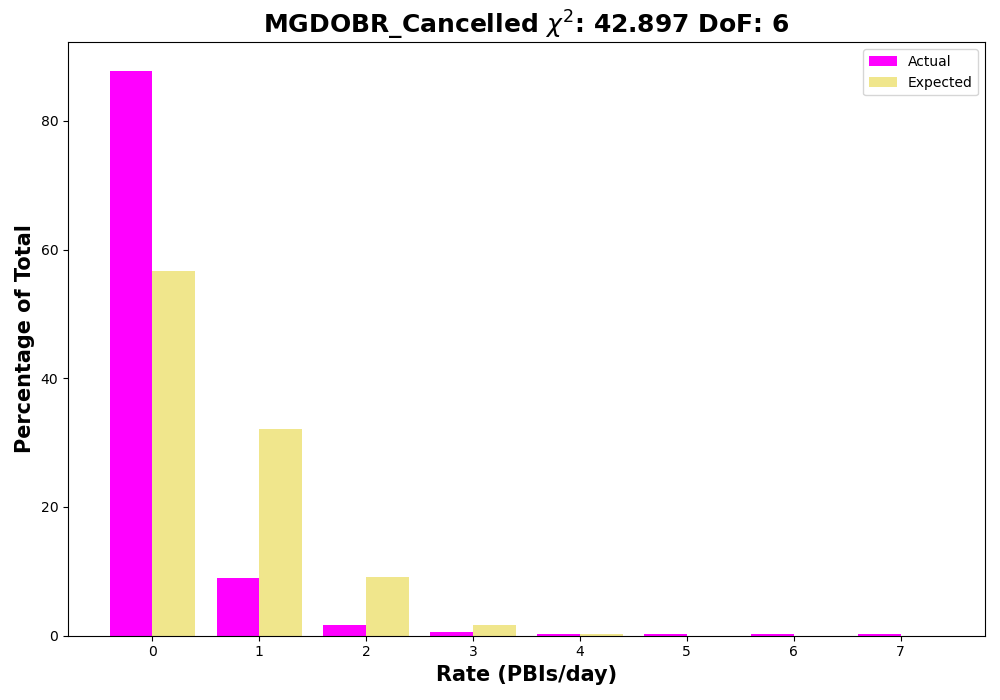 MGDOBR_Cancelled χ²: 42.897 DoF: 6
Actual
Expected
Percentage of Total
80
60
40
20
0
0 1 2 3 4 5 6 7
Rate (PBIs/day)